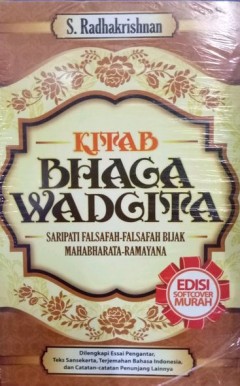 S. Radhakrishnan
KITAB
BHAGA
WADGITA
SARIPATI FALSAFAH-FALSAFAH BIJAK
MAHABHARATA-RAMAYANA
EDISI
SOFTCOVER
MURAH
Dilengkapi Essai Pengantar,
Teks Sansekarta, Terjemahan Bahasa Indonesia,
dan Catatan-catatan Penunjang Lainnya